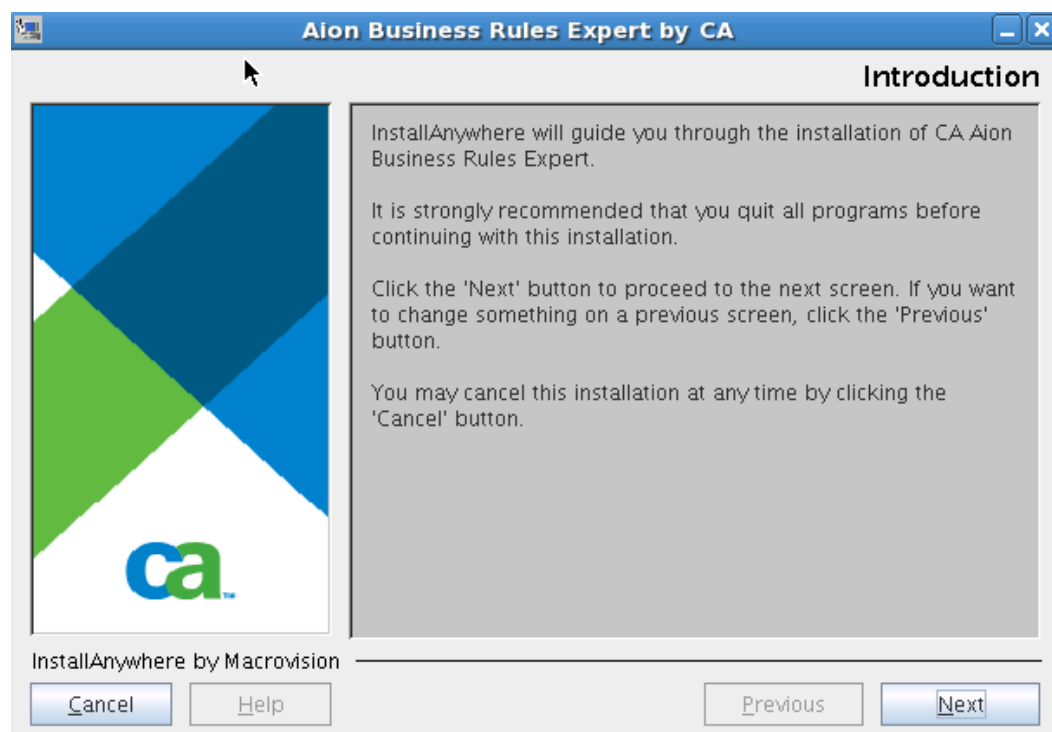 Aion Business Rules Expert by CA
Introduction
InstallAnywhere will guide you through the installation of CA Aion
Business Rules Expert.
It is strongly recommended that you quit all programs before
continuing with this installation.
Click the 'Next' button to proceed to the next screen. If you want
to change something on a previous screen, click the 'Previous'
button.
You may cancel this installation at any time by clicking the
'Cancel' button.
ca™
InstallAnywhere by Macrovision
Cancel
Help
Previous
Next